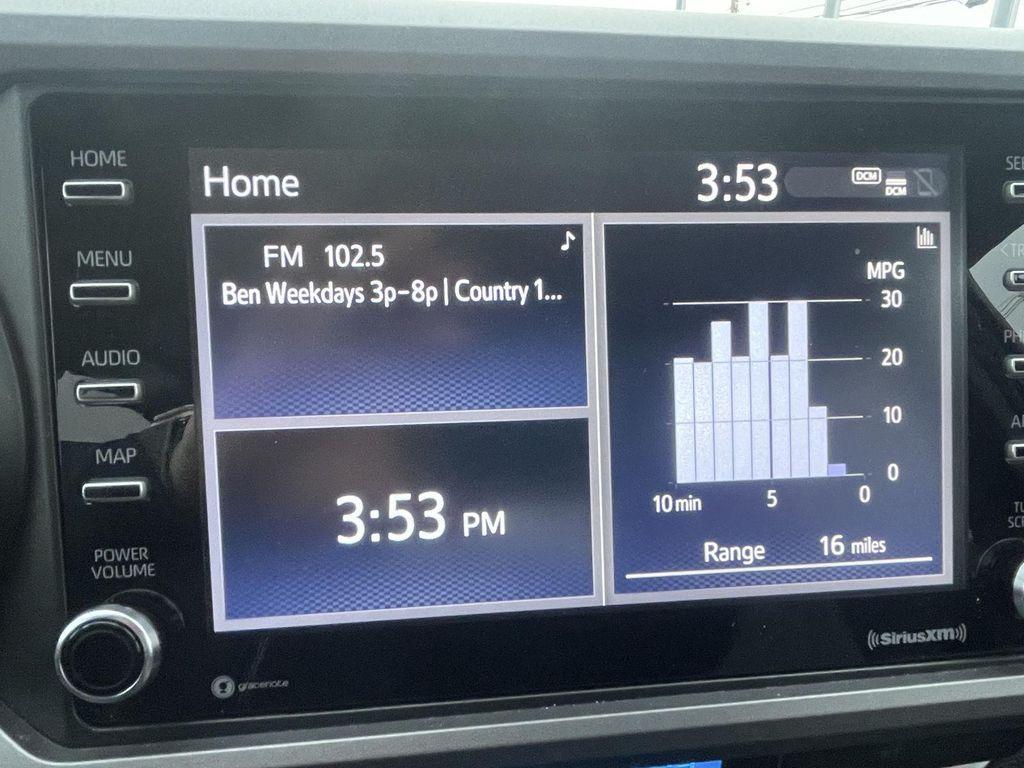 HOME
MENU
AUDIO
MAP
POWER
VOLUME
Home
3:53
DCM
DCM
FM 102.5
Ben Weekdays 3p-8p | Country 1...
3:53 PM
MPG
30
20
10
0
10 min 5 0
Range 16 miles
gracenote
((SiriusXM))